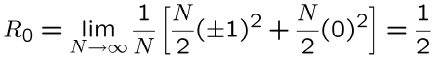 $R_0 = \lim_{N \to \infty} \frac{1}{N} \left[ \frac{N}{2} (\pm 1)^2 + \frac{N}{2} (0)^2 \right] = \frac{1}{2}$